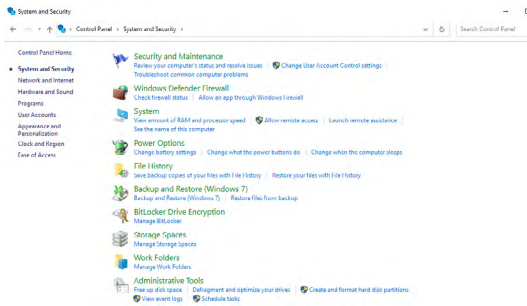 System and Security
Control Panel › System and Security ›
Search Control Panel
Control Panel Home
System and Security
Network and Internet
Hardware and Sound
Programs
User Accounts
Appearance and
Personalization
Clock and Region
Ease of Access
Security and Maintenance
Review your computer's status and resolve issues | Change User Account Control settings
Troubleshoot common computer problems
Windows Defender Firewall
Check firewall status | Allow an app through Windows Firewall
System
View amount of RAM and processor speed | Allow remote access | Launch remote assistance
See the name of this computer
Power Options
Change battery settings | Change what the power buttons do | Change when the computer sleeps
File History
Save backup copies of your files with File History | Restore your files with File History
Backup and Restore (Windows 7)
Backup and Restore (Windows 7) | Restore files from backup
BitLocker Drive Encryption
Manage BitLocker
Storage Spaces
Manage Storage Spaces
Work Folders
Manage Work Folders
Administrative Tools
Free up disk space | Defragment and optimize your drives | Create and format hard disk partitions
View event logs | Schedule tasks